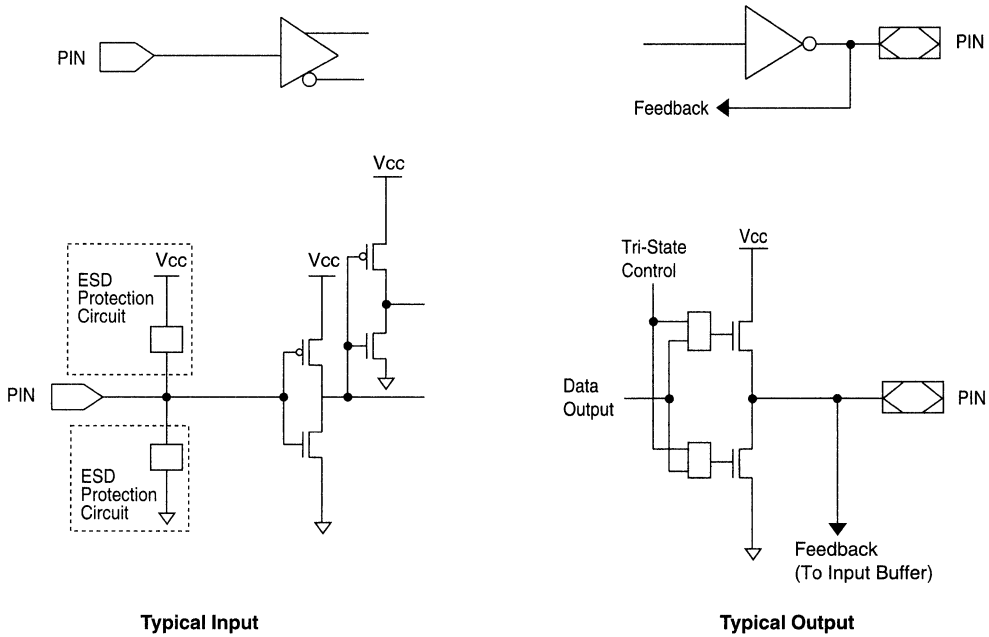 PIN
PIN
Feedback
Vcc
Vcc
ESD
Protection
Circuit
Vcc
PIN
ESD
Protection
Circuit
Tri-State
Control
Vcc
Data
Output
PIN
Feedback
(To Input Buffer)
Typical Input
Typical Output